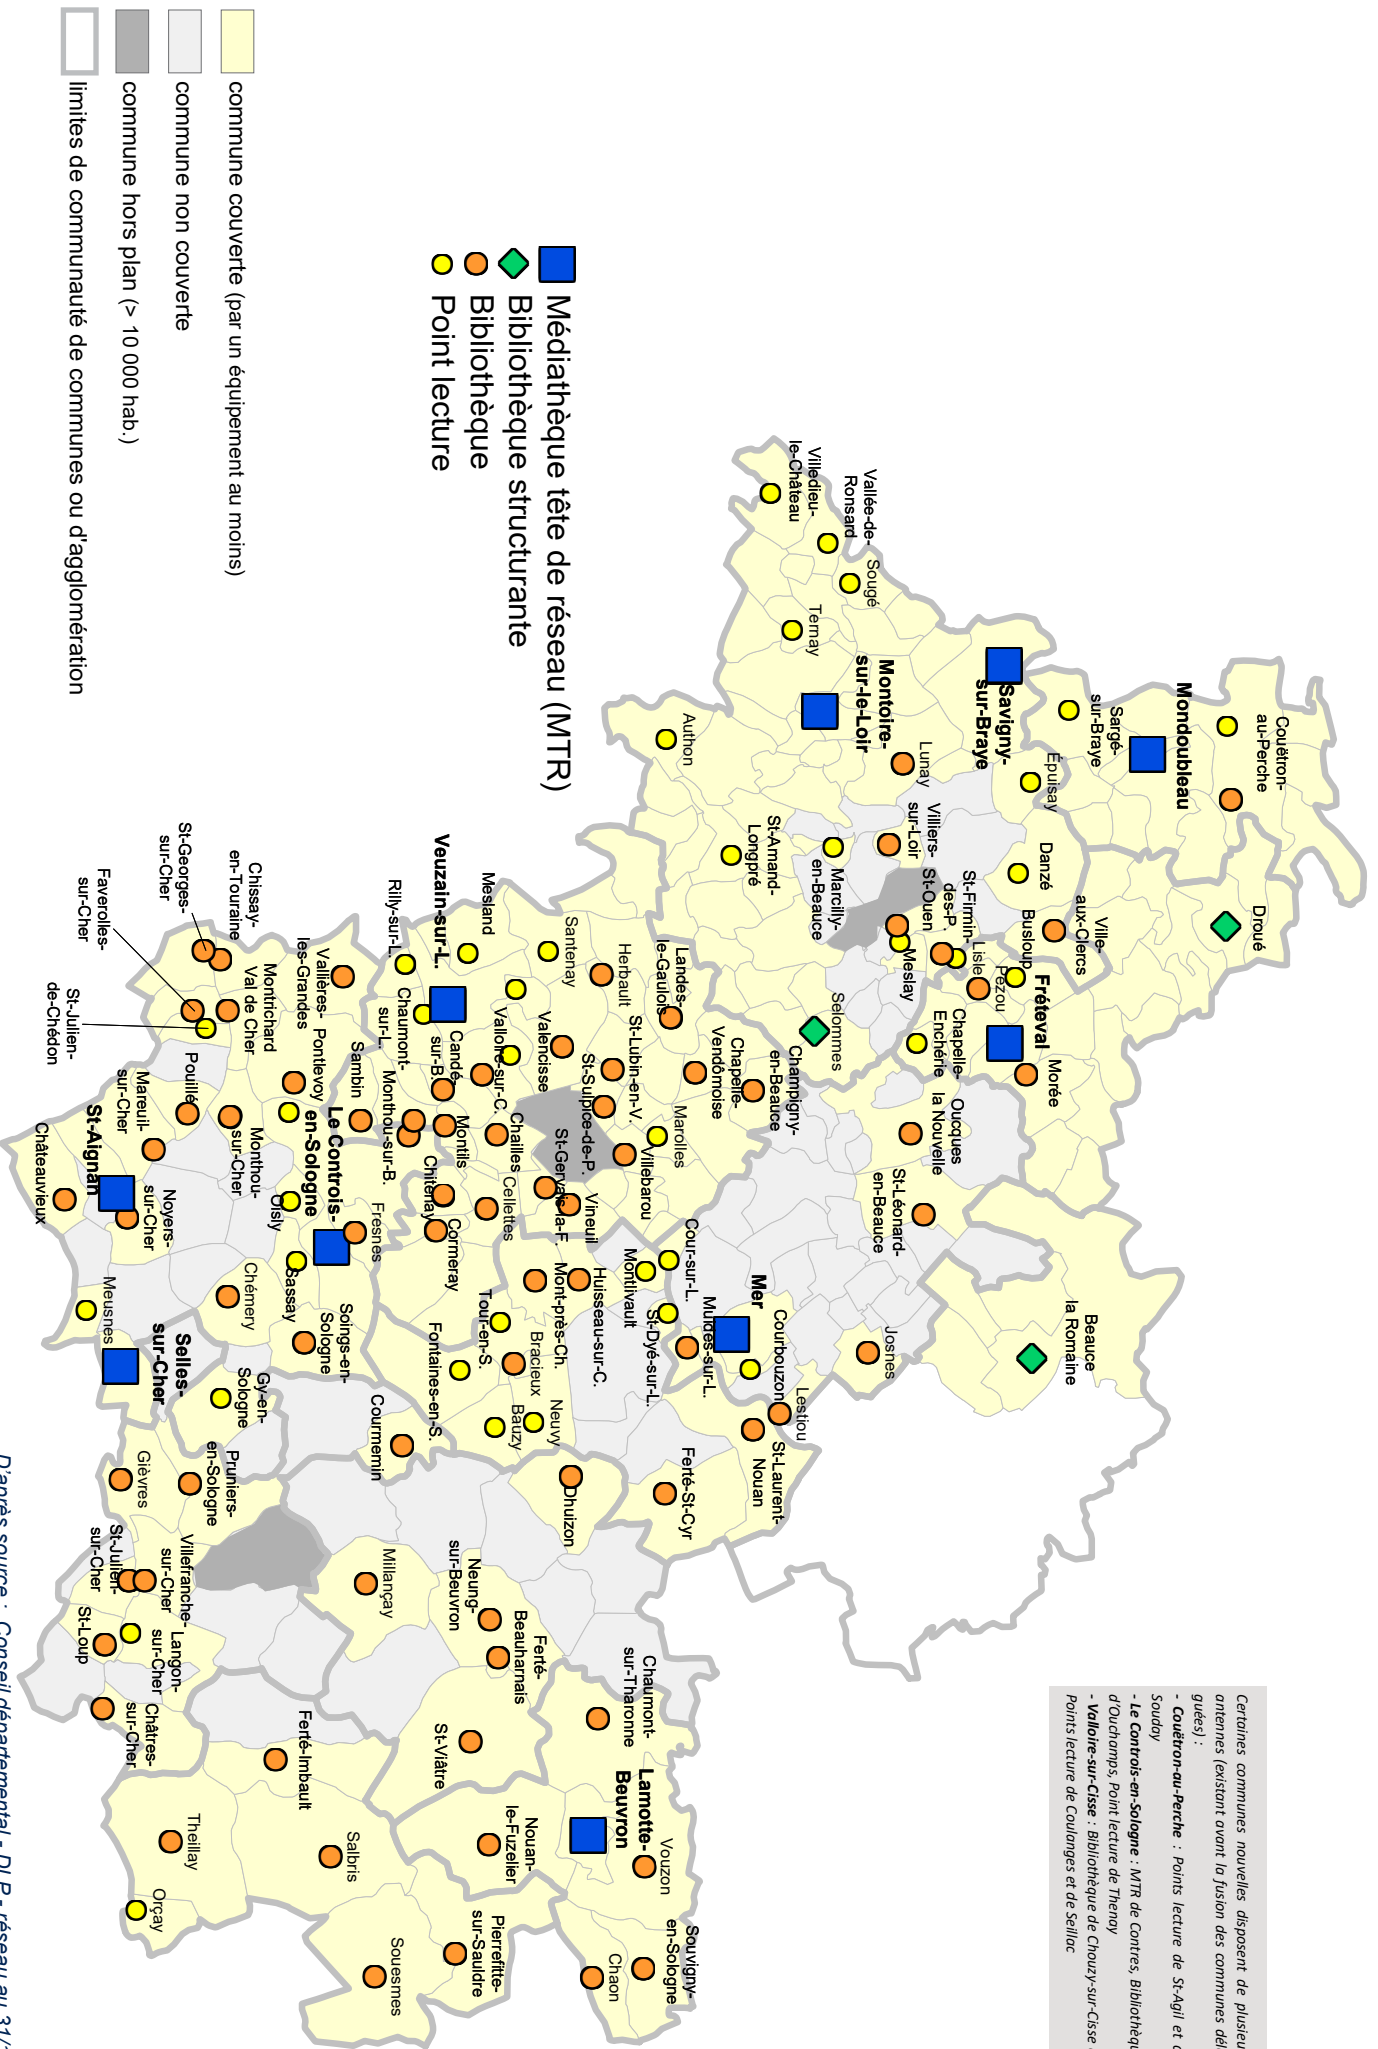 Certaines communes nouvelles disposent de
antennes (existant avant la fusion des communes
guées) :
- Couëtron-au-Perche : Points lecture de St-Agil et
Soudoy
- Le Controis-en-Sologne : MTR de Contres,
d'Ouchamps, Point lecture de Thenay
- Valloire-sur-Cisse : Bibliothèque de Chouzy-sur-Cisse
Points lecture de Coulanges et de Seillac
Couëtron-
au-Perche
Droué
Mondoubleau
Sargé-
sur-Braye
Ville-
aux-Clercs
Beauce
la Romaine
Épuisay
Danzé
Busloup
Fréteval
Morée
Savigny-
sur-Braye
Pézou
Lisle
St-Firmin-
des-P.
Chapelle-
Enchérie
Oucques
la Nouvelle
Lunay
Villiers-
sur-Loir
St-Ouen
Meslay
St-Léonard-
en-Beauce
Josnes
Montoire-
sur-le-Loir
Vallée-de-
Ronsard
Sougé
Villedieu-
le-Château
Ternay
Marcilly-
en-Beauce
Selommes
St-Amand-
Longpré
Champigny-
en-Beauce
Chapelle-
Vendômoise
Authon
Landes-
le-Gaulois
Mer
Courbouzon
Lestiou
St-Laurent-
Nouan
Muides-sur-L.
Cour-sur-L.
Marolles
Villebarou
St-Dyé-sur-L.
Montlivault
Ferté-St-Cyr
Herbault
St-Lubin-en-V.
St-Sulpice-de-P.
Santenay
Valencisse
St-Gervais-la-F.
Vineuil
Huisseau-sur-C.
Mont-près-Ch.
Dhuizon
Neuvy
Bracieux
Bauzy
Tour-en-S.
Mesland
Valloire-sur-C.
Chailles
Cellettes
Veuzain-sur-L.
Rilly-sur-L.
Chaumont-
sur-L.
Candé-
sur-B.
Montils
Chitenay
Cormeray
Fontaines-en-S.
Monthou-sur-B.
Sambin
Fresnes
Courmemin
Vallières-
les-Grandes
Pontlevoy
Le Controis-
en-Sologne
Oisly
Sassay
Soings-en-
Sologne
Chissay-
en-Touraine
Montrichard
Val de Cher
Monthou-
sur-Cher
Chémery
Gy-en-
Sologne
St-Georges-
sur-Cher
Pouillé
Faverolles-
sur-Cher
St-Julien-
de-Chédon
Mareuil-
sur-Cher
Noyers-
sur-Cher
St-Aignan
Châteauvieux
Meusnes
Selles-
sur-Cher
Pruniers-
en-Sologne
Gièvres
Villefranche-
sur-Cher
St-Julien-
sur-Cher
Langon-
sur-Cher
St-Loup
Châtres-
sur-Cher
Milançay
Neung-
sur-Beuvron
Ferté-
Beauharnais
Chaumont-
sur-Tharonne
St-Viâtre
Lamotte-
Beuvron
Vouzon
Souvigny-
en-Sologne
Chaon
Nouan-
le-Fuzelier
Pierrefitte-
sur-Sauldre
Ferté-Imbault
Salbris
Souesmes
Theillay
Orçay
Médiathèque tête de réseau (MTR)
Bibliothèque structurante
Bibliothèque
Point lecture
commune couverte (par un équipement au moins)
commune non couverte
commune hors plan (> 10 000 hab.)
limites de communauté de communes ou d'agglomération
D'après source : Conseil départemental - DLP - réseau au